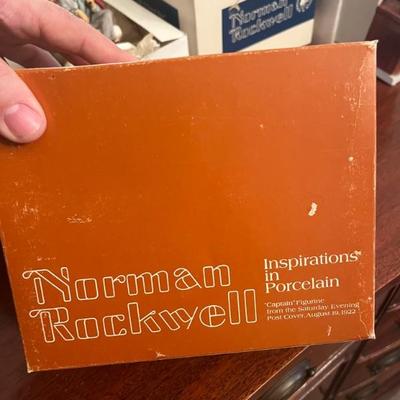 Norman
Rockwell
Norman
Rockwell
Inspirations
in
Porcelain
"Captain" Figurine
from the Saturday Evening
Post Cover, August 19, 1922